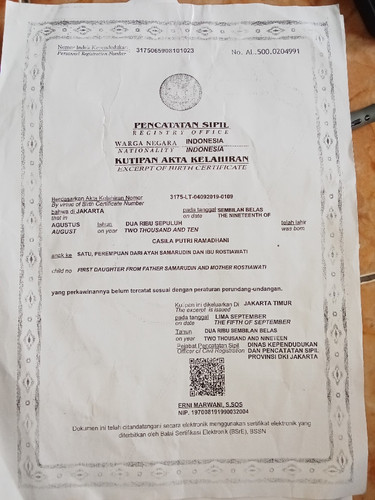 Nomor Induk Kependudukan 3175065908101023 No. AL.500.0204991
Personal Registration Number
PENCATATAN SIPIL
REGISTRY OFFICE
WARGA NEGARA INDONESIA
NATIONALITY INDONESIA
KUTIPAN AKTA KELAHIRAN
EXCERPT OF BIRTH CERTIFICATE
Berdasarkan Akta Kelahiran Nomor 3175-LT-04092019-0109
By virtue of Birth Certificate Number
bahwa di JAKARTA pada tanggal SEMBILAN BELAS
that in on date THE NINETEENTH OF
AGUSTUS tahun DUA RIBU SEPULUH telah lahir
AUGUST on year TWO THOUSAND AND TEN was born
CASILA PUTRI RAMADHANI
anak ke SATU, PEREMPUAN DARI AYAH SAMARUDIN DAN IBU ROSTIAWATI
child no FIRST DAUGHTER FROM FATHER SAMARUDIN AND MOTHER ROSTIAWATI
yang perkawinannya belum tercatat sesuai dengan peraturan perundang-undangan.
Kutipan ini dikeluarkan Di JAKARTA TIMUR
The excerpt is issued
pada tanggal LIMA SEPTEMBER
on date THE FIFTH OF SEPTEMBER
Tahun DUA RIBU SEMBILAN BELAS
on year TWO THOUSAND AND NINETEEN
Pejabat Pencatatan Sipil DINAS KEPENDUDUKAN
Officer of Civil Registration DAN PENCATATAN SIPIL
PROVINSI DKI JAKARTA
ERNI MARWANI, S.SOS
NIP. 197003101990032004
Dokumen ini telah ditandatangani secara elektronik menggunakan sertifikat elektronik yang
diterbitkan oleh Balai Sertifikasi Elektronik (BSrE), BSSN